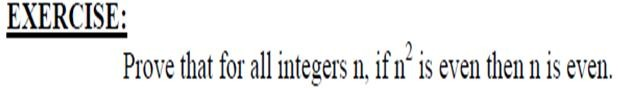 EXERCISE:
Prove that for all integers n, if n² is even then n is even.